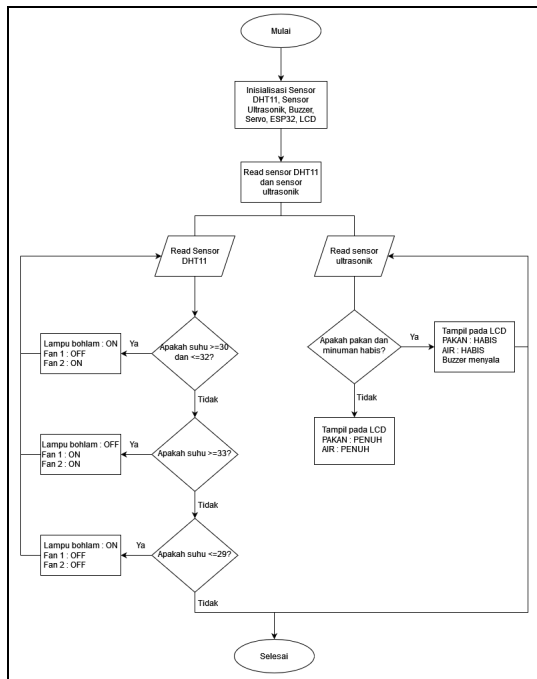 Mulai
Inisialisasi Sensor
DHT11, Sensor
Ultrasonik, Buzzer,
Servo, ESP32, LCD
Read sensor DHT11
dan sensor
ultrasonik
Read Sensor
DHT11
Read sensor
ultrasonik
Lampu bohlam : ON
Fan 1 : OFF
Fan 2 : ON
Ya
Apakah suhu >=30
dan <=32?
Tidak
Apakah pakan dan
minuman habis?
Ya
Tampil pada LCD
PAKAN : HABIS
AIR : HABIS
Buzzer menyala
Tidak
Tampil pada LCD
PAKAN : PENUH
AIR : PENUH
Lampu bohlam : OFF
Fan 1 : ON
Fan 2 : ON
Ya
Apakah suhu >=33?
Tidak
Lampu bohlam : ON
Fan 1 : OFF
Fan 2 : OFF
Ya
Apakah suhu <=29?
Tidak
Selesai